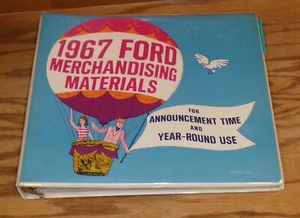 1967 FORD
MERCHANDISING
MATERIALS
FOR
ANNOUNCEMENT TIME
AND
YEAR-ROUND USE